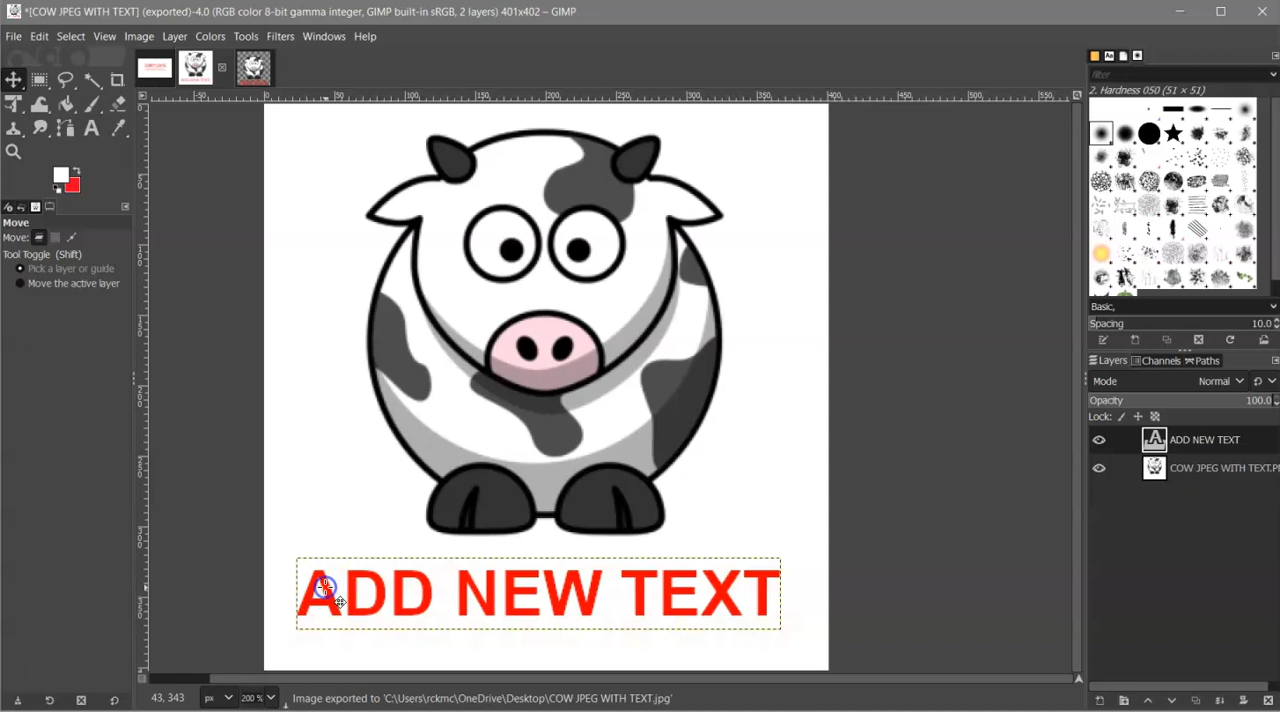 *[COW JPEG WITH TEXT] (exported)-4.0 (RGB color 8-bit gamma integer, GIMP built-in sRGB, 2 layers) 401x402 – GIMP
File Edit Select View Image Layer Colors Tools Filters Windows Help
filter
2. Hardness 050 (51 × 51)
Move
Move:
Tool Toggle (Shift)
Pick a layer or guide
Move the active layer
Basic,
Spacing 10.0
Layers Channels Paths
Mode Normal
Opacity 100.0
Lock:
ADD NEW TEXT
COW JPEG WITH TEXT.P
ADD NEW TEXT
43, 343 px 200 % Image exported to 'C:\Users\rckmc\OneDrive\Desktop\COW JPEG WITH TEXT.jpg'